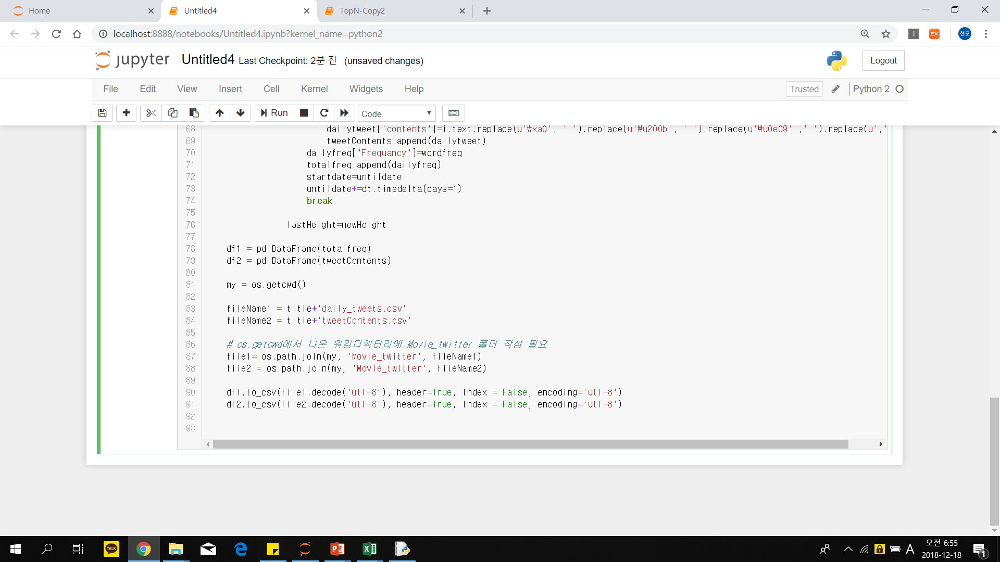 Home
Untitled4
TopN-Copy2
localhost:8888/notebooks/Untitled4.ipynb?kernel_name=python2
EX
현모
jupyter Untitled4 Last Checkpoint: 2분 전 (unsaved changes)
Logout
File Edit View Insert Cell Kernel Widgets Help
Trusted Python 2
Run
Code
68 dailytweet['contents']=i.text.replace(u'₩xa0', ' ').replace(u'₩u200b', ' ').replace(u'₩u0e09' ,' ').replace(u','
69 tweetContents.append(dailytweet)
70 dailyfreq["Frequancy"]=wordfreq
71 totalfreq.append(dailyfreq)
72 startdate=untildate
73 untildate+=dt.timedelta(days=1)
74 break
75
76 lastHeight=newHeight
77
78 df1 = pd.DataFrame(totalfreq)
79 df2 = pd.DataFrame(tweetContents)
80
81 my = os.getcwd()
82
83 fileName1 = title+'daily_tweets.csv'
84 fileName2 = title+'tweetContents.csv'
85
86 # os.getcwd에서 나온 워킹디렉터리에 Movie_twitter 폴더 작성 필요
87 file1= os.path.join(my, 'Movie_twitter', fileName1)
88 file2 = os.path.join(my, 'Movie_twitter', fileName2)
89
90 df1.to_csv(file1.decode('utf-8'), header=True, index = False, encoding='utf-8')
91 df2.to_csv(file2.decode('utf-8'), header=True, index = False, encoding='utf-8')
92
93
TALK
A
오전 6:55
2018-12-18
1